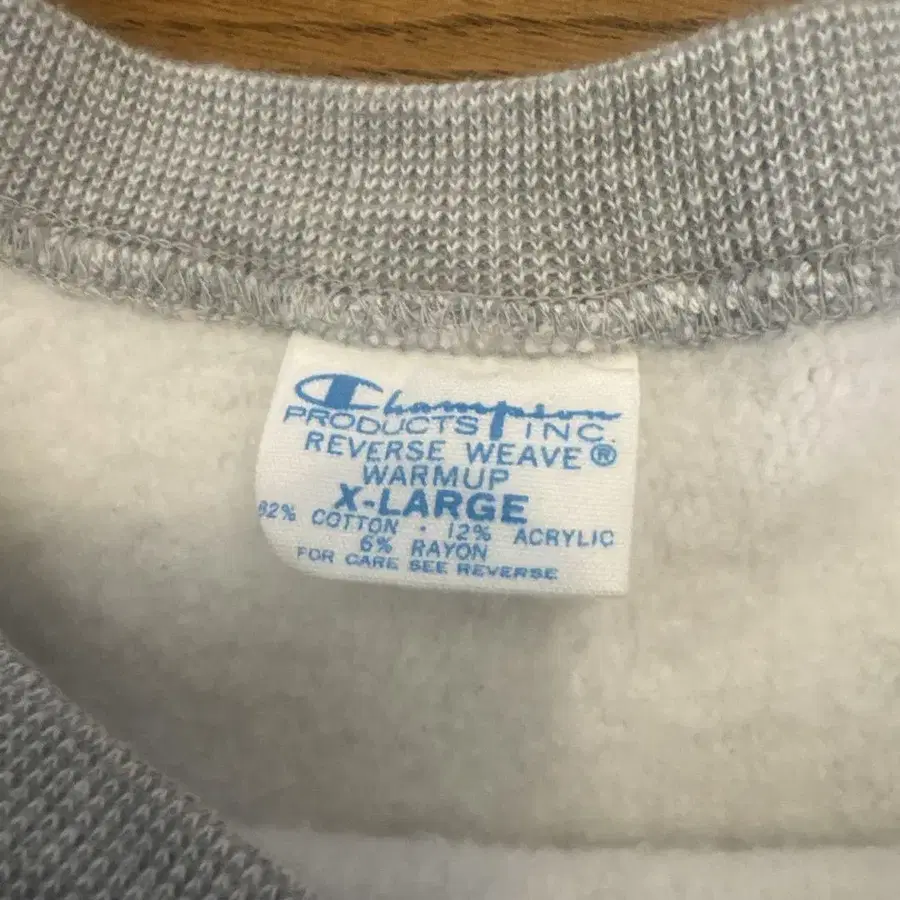 Champion
PRODUCTS INC.
REVERSE WEAVE®
WARMUP
X-LARGE
82% COTTON · 12% ACRYLIC
6% RAYON
FOR CARE SEE REVERSE